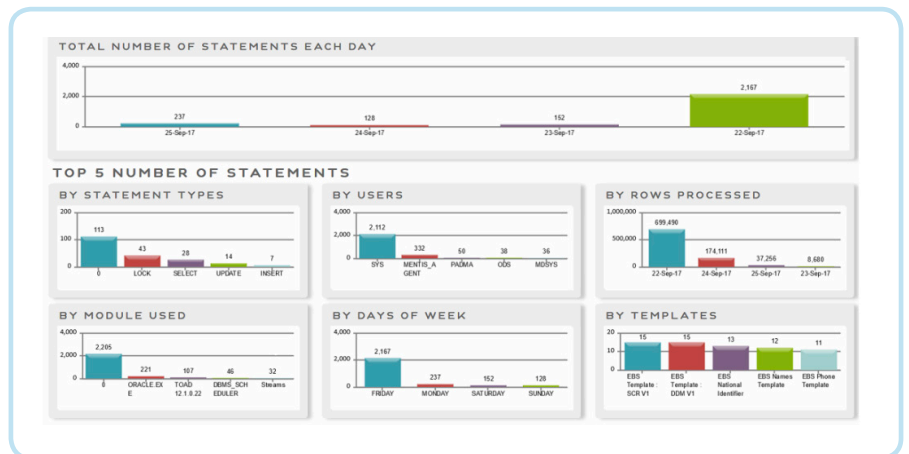 TOTAL NUMBER OF STATEMENTS EACH DAY
4,000
2,000
0
237
128
152
2,167
25-Sep-17
24-Sep-17
23-Sep-17
22-Sep-17
TOP 5 NUMBER OF STATEMENTS
BY STATEMENT TYPES
200
100
0
113
43
28
14
7
0
LOCK
SELECT
UPDATE
INSERT
BY USERS
4,000
2,000
0
2,112
332
50
38
36
SYS
MENTIS_A
GENT
PADMA
ODS
MDSYS
BY ROWS PROCESSED
1,000,000
500,000
0
699,490
174,111
37,256
8,680
22-Sep-17
24-Sep-17
25-Sep-17
23-Sep-17
BY MODULE USED
4,000
2,000
0
2,205
221
107
46
32
0
ORACLE.EX
E
TOAD
12.1.0.22
DBMS_SCH
EDULER
Streams
BY DAYS OF WEEK
4,000
2,000
0
2,167
237
152
128
FRIDAY
MONDAY
SATURDAY
SUNDAY
BY TEMPLATES
20
10
0
15
15
13
12
11
EBS
Template :
SCR V1
EBS
Template :
DDM V1
EBS
National
Identifier
EBS Names
Template
EBS Phone
Template